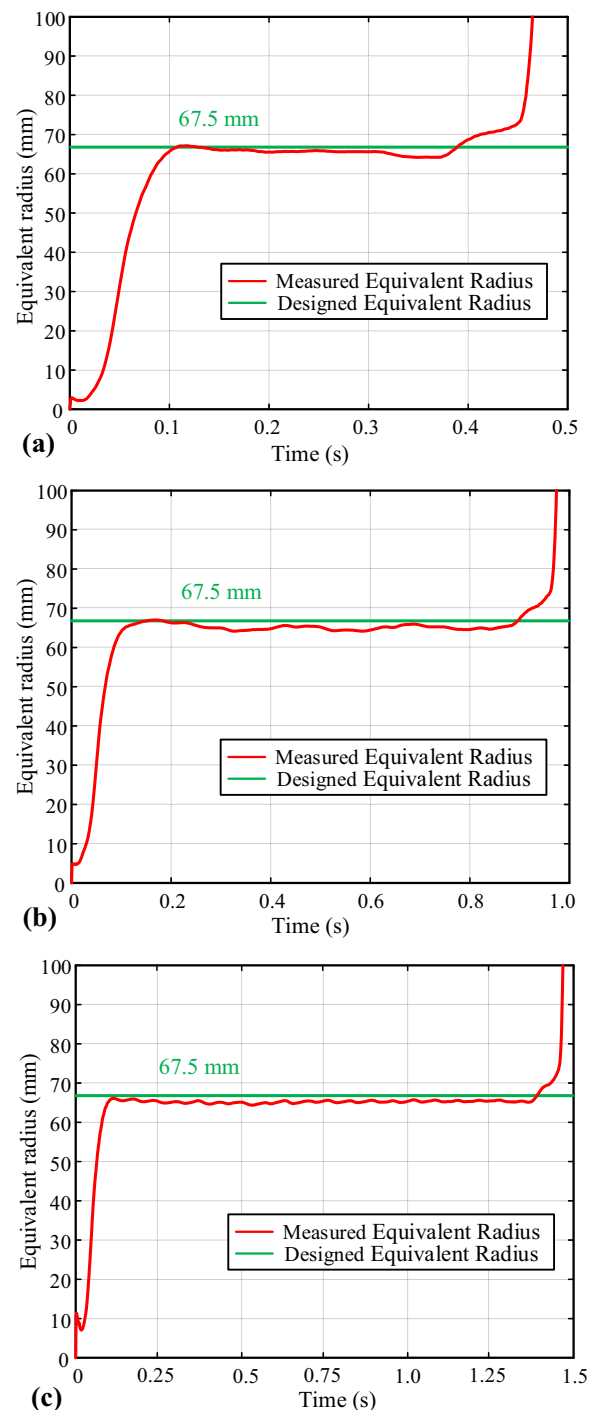 100
90
80
70
60
50
40
30
20
10
0
Equivalent radius (mm)
67.5 mm
Measured Equivalent Radius
Designed Equivalent Radius
0 0.1 0.2 0.3 0.4 0.5
Time (s)
(a)
100
90
80
70
60
50
40
30
20
10
0
Equivalent radius (mm)
67.5 mm
Measured Equivalent Radius
Designed Equivalent Radius
0 0.2 0.4 0.6 0.8 1.0
Time (s)
(b)
100
90
80
70
60
50
40
30
20
10
0
Equivalent radius (mm)
67.5 mm
Measured Equivalent Radius
Designed Equivalent Radius
0 0.25 0.50 0.75 1.0 1.25 1.5
Time (s)
(c)